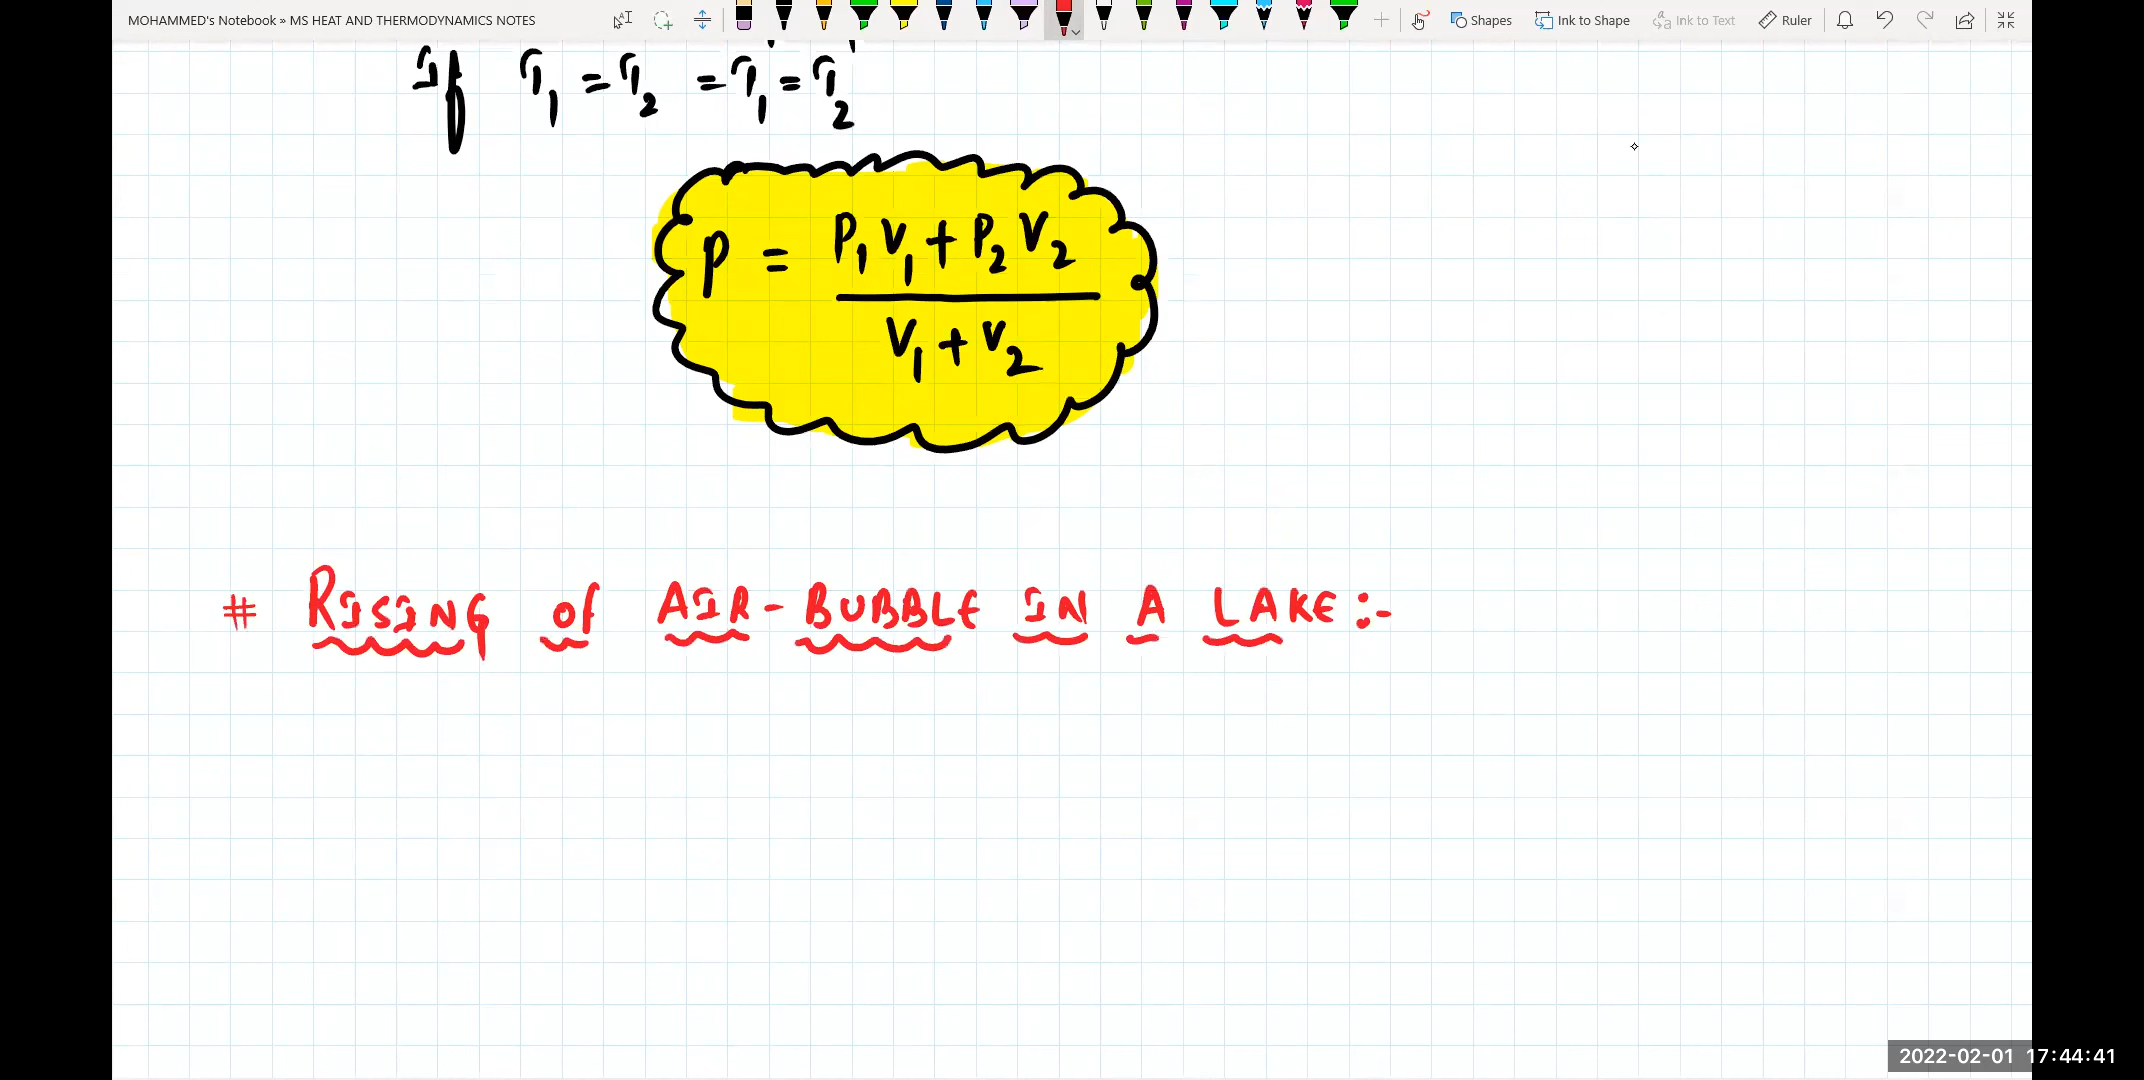 MOHAMMED's Notebook » MS HEAT AND THERMODYNAMICS NOTES
Shapes
Ink to Shape
Ink to Text
Ruler
If T₁ = T₂ = T₁' = T₂'
P = P₁V₁ + P₂V₂
V₁ + V₂
# RISING Of AIR-BUBBLE IN A LAKE:-
2022-02-01 17:44:41